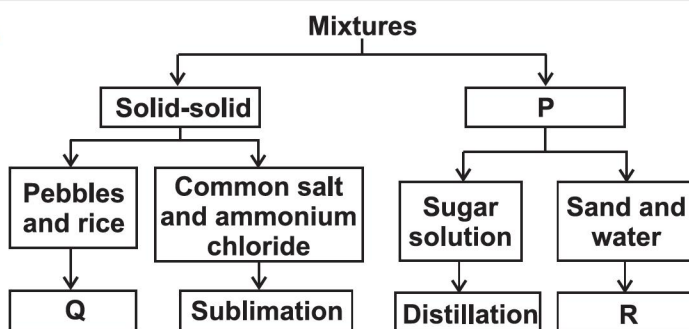 Mixtures
Solid-solid
P
Pebbles
and rice
Common salt
and ammonium
chloride
Sugar
solution
Sand and
water
Q
Sublimation
Distillation
R